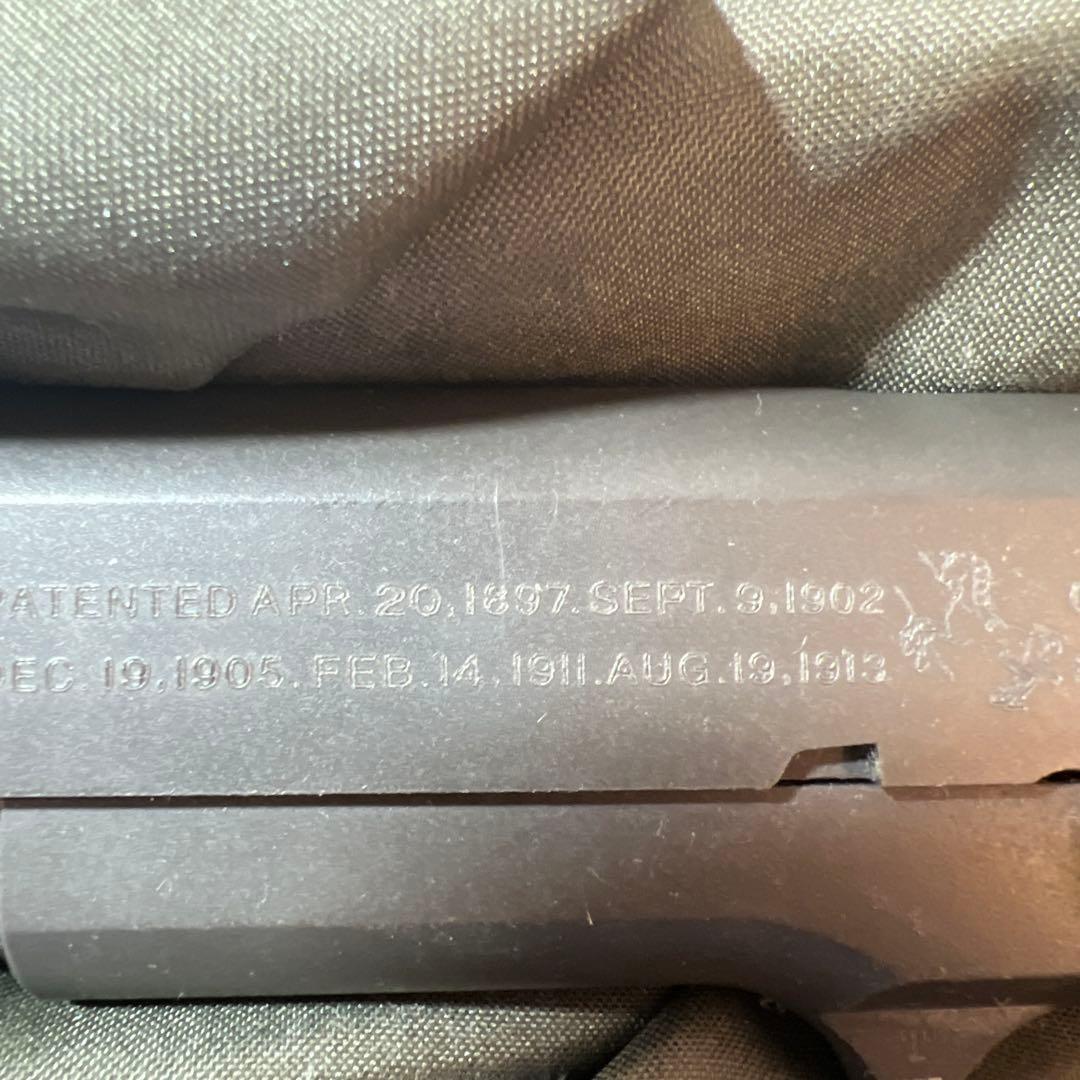 PATENTED APR. 20,1897. SEPT. 9,1902
DEC. 19,1905. FEB. 14, 1911. AUG. 19,1913